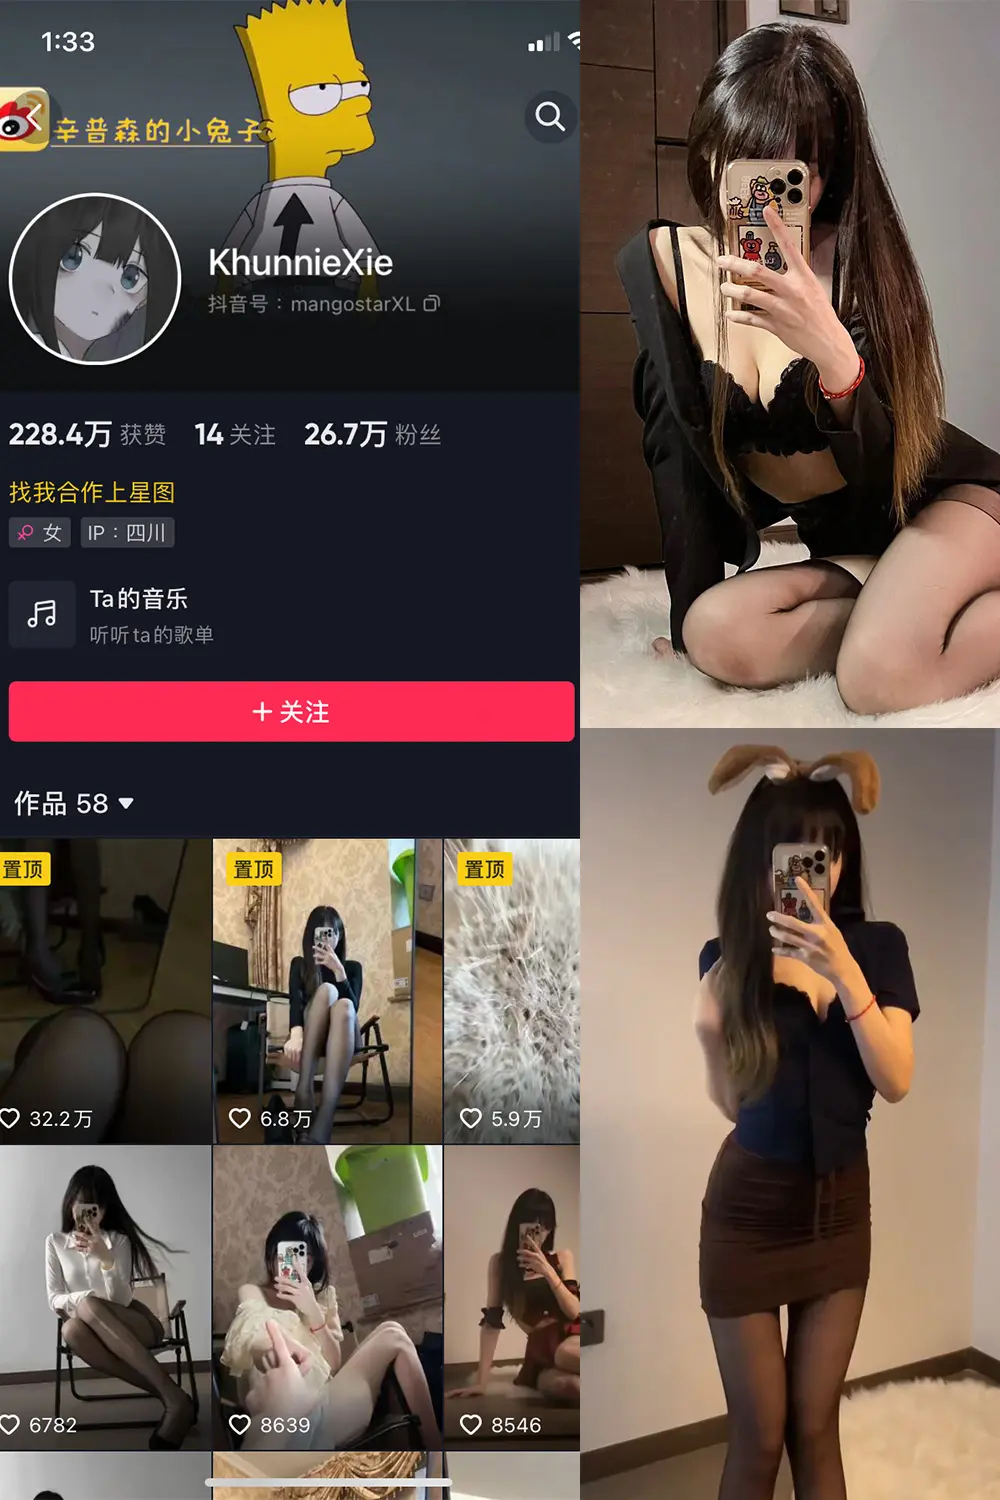 1:33
辛普森的小兔子
KhunnieXie
抖音号：mangostarXL
228.4万 获赞 14 关注 26.7万 粉丝
找我合作上星图
女 IP：四川
Ta的音乐
听听ta的歌单
+ 关注
作品 58
置顶 置顶 置顶
32.2万 6.8万 5.9万
6782 8639 8546